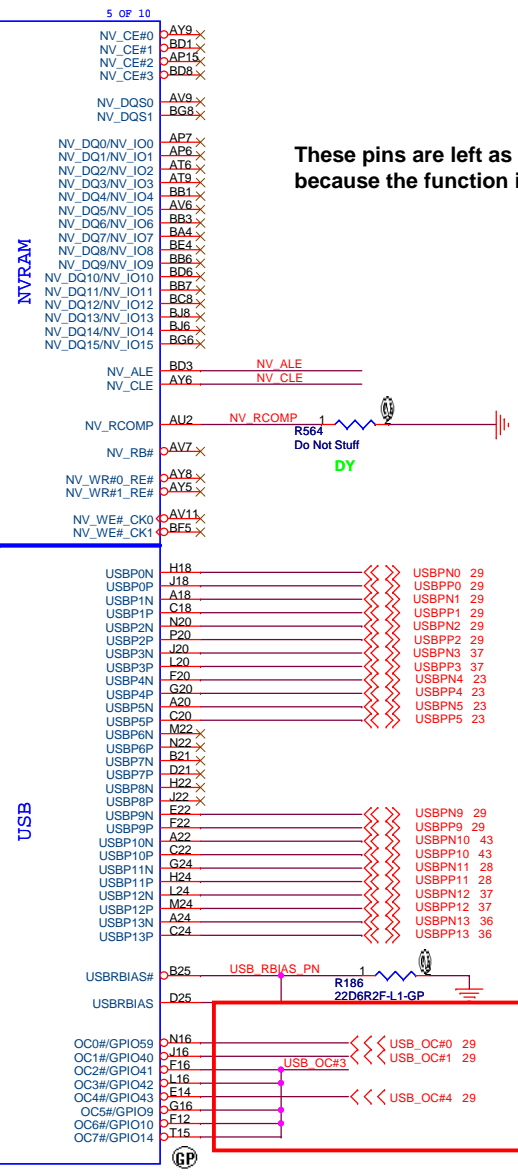 5 OF 10
NV_CE#0 AY9
NV_CE#1 BD1
NV_CE#2 AP15
NV_CE#3 BD8
NV_DQS0 AV9
NV_DQS1 BG8
These pins are left as
because the function i
NV_DQ0/NV_IO0 AP7
NV_DQ1/NV_IO1 AP6
NV_DQ2/NV_IO2 AT6
NV_DQ3/NV_IO3 AT9
NV_DQ4/NV_IO4 BB1
NV_DQ5/NV_IO5 AV6
NV_DQ6/NV_IO6 BB3
NV_DQ7/NV_IO7 BA4
NV_DQ8/NV_IO8 BE4
NV_DQ9/NV_IO9 BB6
NV_DQ10/NV_IO10 BD6
NV_DQ11/NV_IO11 BB7
NV_DQ12/NV_IO12 BC8
NV_DQ13/NV_IO13 BJ8
NV_DQ14/NV_IO14 BJ6
NV_DQ15/NV_IO15 BG6
NVRAM
NV_ALE BD3 NV_ALE
NV_CLE AY6 NV_CLE
NV_RCOMP AU2 NV_RCOMP 1 2
R564
Do Not Stuff
DY
NV_RB# AV7
NV_WR#0_RE# AY8
NV_WR#1_RE# AY5
NV_WE#_CK0 AV11
NV_WE#_CK1 BF5
USBP0N H18 USBPN0 29
USBP0P J18 USBPP0 29
USBP1N A18 USBPN1 29
USBP1P C18 USBPP1 29
USBP2N N20 USBPN2 29
USBP2P P20 USBPP2 29
USBP3N J20 USBPN3 37
USBP3P L20 USBPP3 37
USBP4N F20 USBPN4 23
USBP4P G20 USBPP4 23
USBP5N A20 USBPN5 23
USBP5P C20 USBPP5 23
USBP6N M22
USBP6P N22
USBP7N B21
USBP7P D21
USBP8N H22
USBP8P J22
USB
USBP9N E22 USBPN9 29
USBP9P F22 USBPP9 29
USBP10N A22 USBPN10 43
USBP10P C22 USBPP10 43
USBP11N G24 USBPN11 28
USBP11P H24 USBPP11 28
USBP12N L24 USBPN12 37
USBP12P M24 USBPP12 37
USBP13N A24 USBPN13 36
USBP13P C24 USBPP13 36
USBRBIAS# B25 USB_RBIAS_PN 1
R186
22D6R2F-L1-GP
USBRBIAS D25
OC0#/GPIO59 N16 USB_OC#0 29
OC1#/GPIO40 J16 USB_OC#1 29
OC2#/GPIO41 F16 USB_OC#3
OC3#/GPIO42 L16
OC4#/GPIO43 E14 USB_OC#4 29
OC5#/GPIO9 G16
OC6#/GPIO10 F12
OC7#/GPIO14 T15
GP